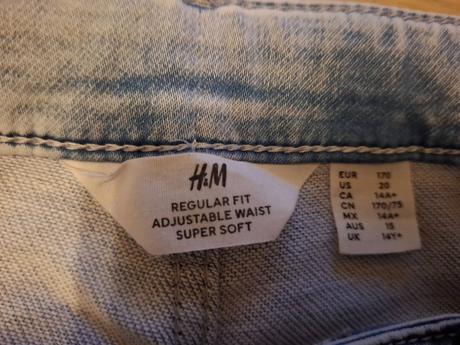 H&M
REGULAR FIT
ADJUSTABLE WAIST
SUPER SOFT
EUR 170
US 20
CA 14A+
CN 170/75
MX 14A+
AUS 15
UK 14Y+